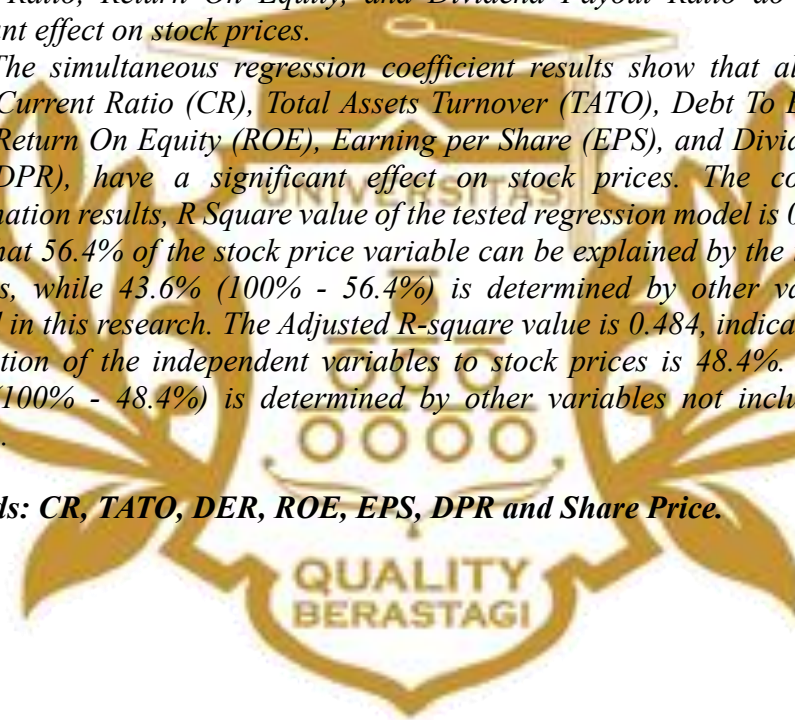 Ratio, Return On Equity, and Dividend Payout Ratio do
ant effect on stock prices.
The simultaneous regression coefficient results show that al
Current Ratio (CR), Total Assets Turnover (TATO), Debt To E
Return On Equity (ROE), Earning per Share (EPS), and Divid
DPR), have a significant effect on stock prices. The co
nation results, R Square value of the tested regression model is 0
hat 56.4% of the stock price variable can be explained by the
s, while 43.6% (100% - 56.4%) is determined by other va
d in this research. The Adjusted R-square value is 0.484, indica
tion of the independent variables to stock prices is 48.4%.
(100% - 48.4%) is determined by other variables not inclu
.
ds: CR, TATO, DER, ROE, EPS, DPR and Share Price.
UNIVERSITAS
QUALITY
BERASTAGI